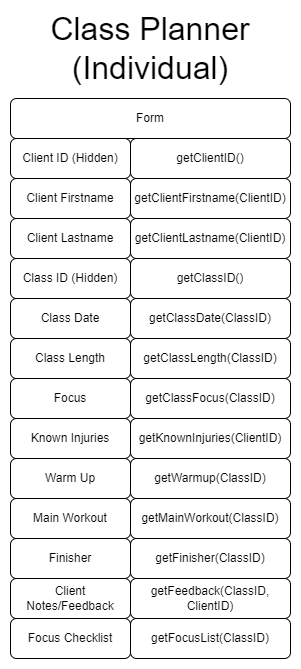 Class Planner
(Individual)
Form
Client ID (Hidden) getClientID()
Client Firstname getClientFirstname(ClientID)
Client Lastname getClientLastname(ClientID)
Class ID (Hidden) getClassID()
Class Date getClassDate(ClassID)
Class Length getClassLength(ClassID)
Focus getClassFocus(ClassID)
Known Injuries getKnownInjuries(ClientID)
Warm Up getWarmup(ClassID)
Main Workout getMainWorkout(ClassID)
Finisher getFinisher(ClassID)
Client
Notes/Feedback
getFeedback(ClassID,
ClientID)
Focus Checklist getFocusList(ClassID)